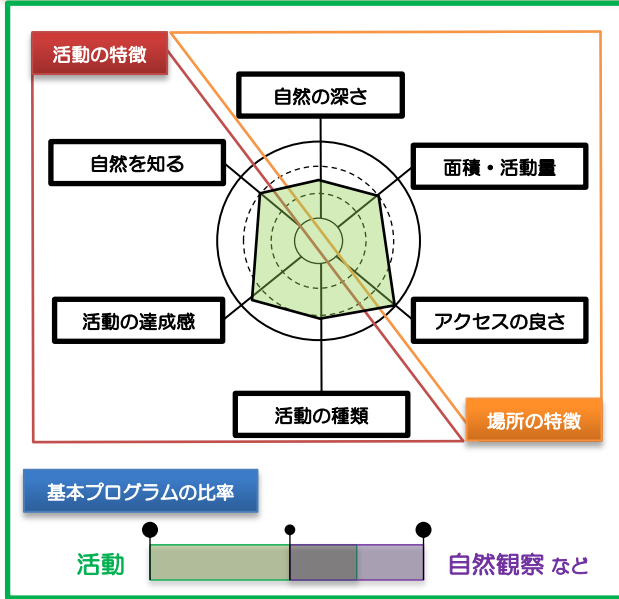 活動の特徴
自然の深さ
自然を知る
面積・活動量
活動の達成感
アクセスの良さ
活動の種類
場所の特徴
基本プログラムの比率
活動
自然観察 など